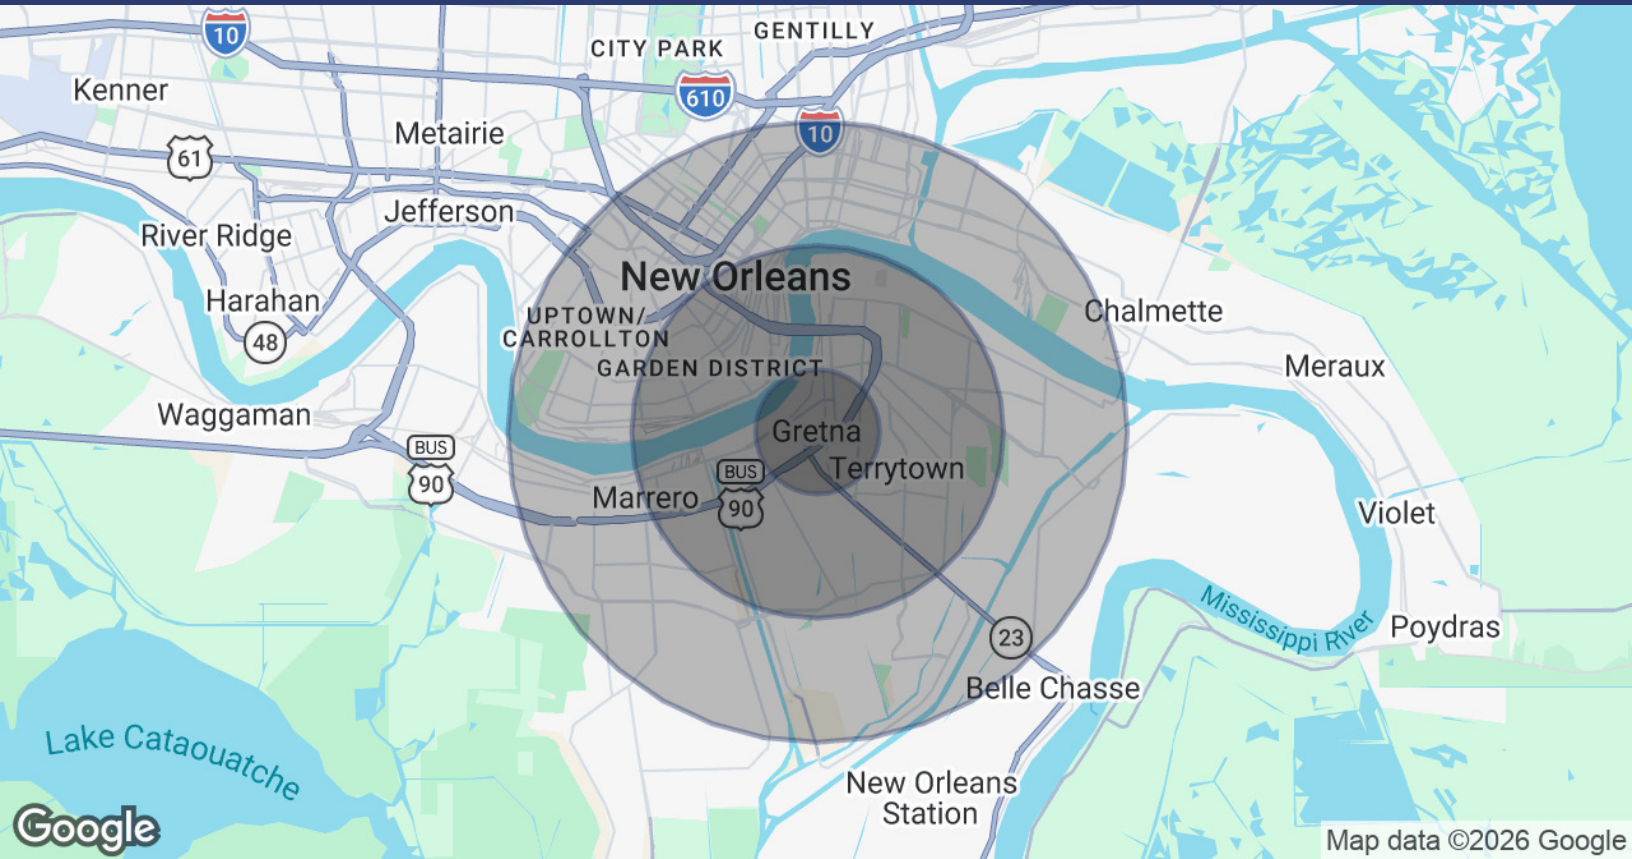 GENTILLY
10
CITY PARK
Kenner
610
Metairie
10
61
Jefferson
River Ridge
New Orleans
Harahan
UPTOWN/
CARROLLTON
Chalmette
48
GARDEN DISTRICT
Meraux
Waggaman
Gretna
BUS
90
BUS
90
Terrytown
Marrero
Violet
Mississippi River
Poydras
23
Belle Chasse
Lake Cataouatche
New Orleans
Station
Google
Map data ©2026 Google